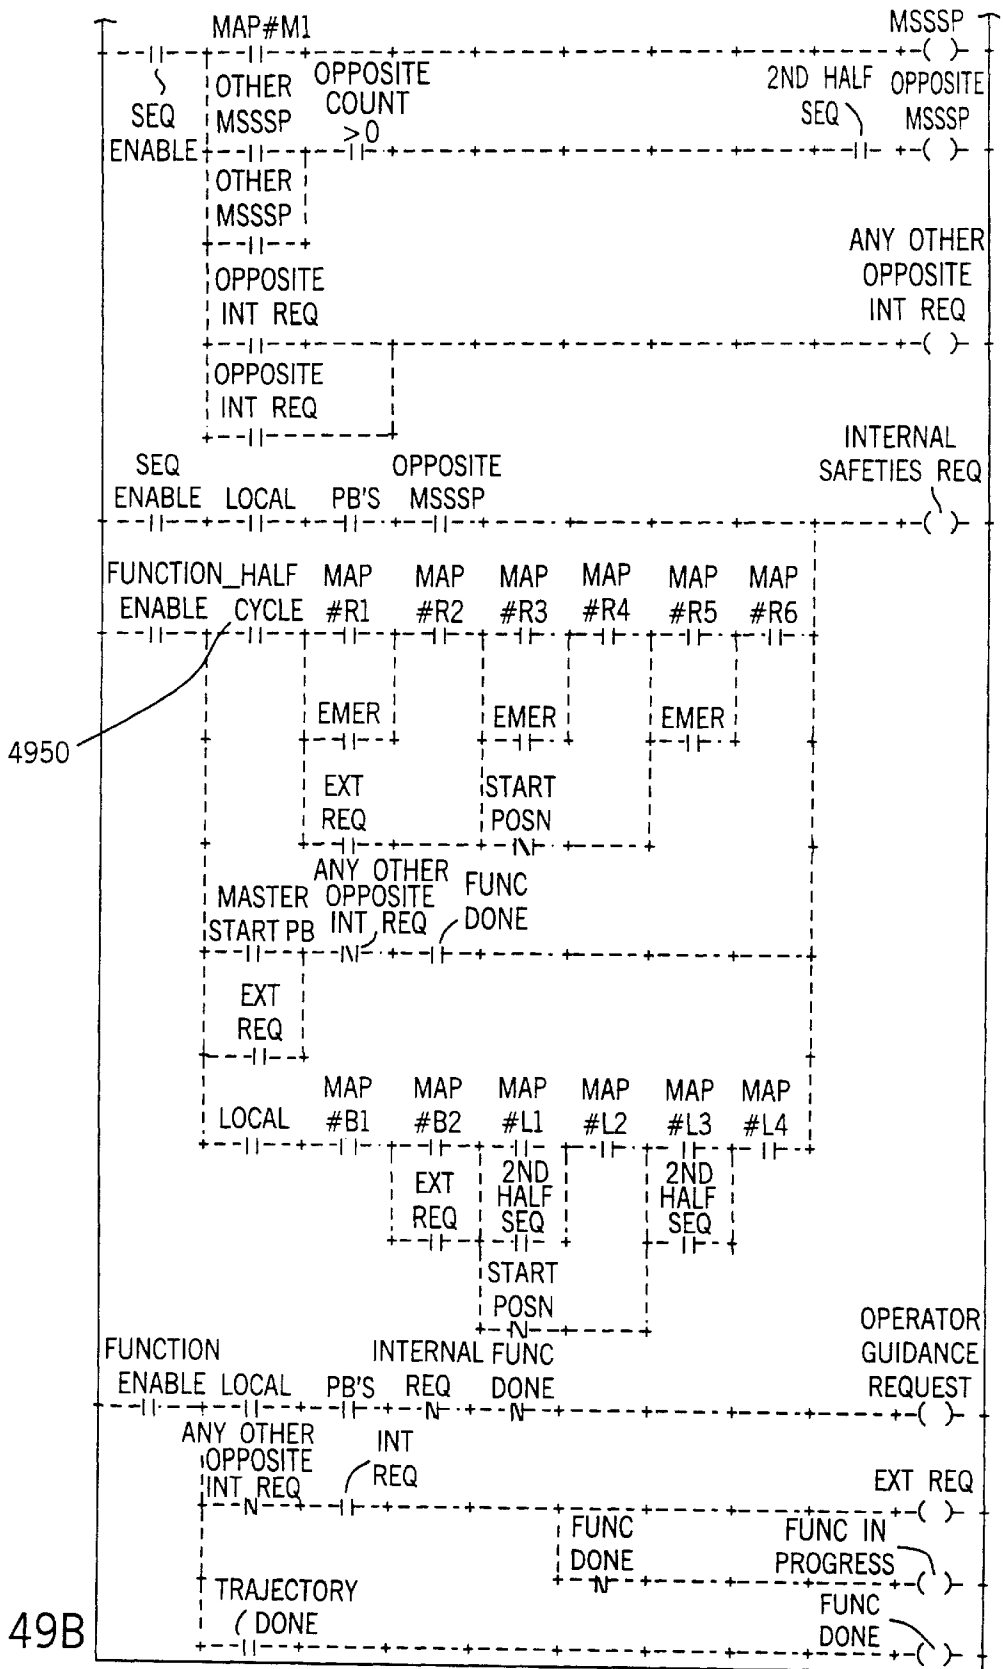 MAP#M1 MSSSP
OTHER OPPOSITE 2ND HALF OPPOSITE
SEQ MSSSP COUNT SEQ MSSSP
ENABLE >0
OTHER
MSSSP
ANY OTHER
OPPOSITE OPPOSITE
INT REQ INT REQ
OPPOSITE
INT REQ
INTERNAL
SEQ OPPOSITE SAFETIES REQ
ENABLE LOCAL PB'S MSSSP
FUNCTION_HALF MAP MAP MAP MAP MAP MAP
ENABLE CYCLE #R1 #R2 #R3 #R4 #R5 #R6
EMER EMER EMER
4950
EXT START
REQ POSN
ANY OTHER
MASTER OPPOSITE FUNC
START PB INT REQ DONE
EXT
REQ
MAP MAP MAP MAP MAP MAP
LOCAL #B1 #B2 #L1 #L2 #L3 #L4
EXT 2ND 2ND
REQ HALF HALF
SEQ SEQ
START
POSN
OPERATOR
FUNCTION INTERNAL FUNC GUIDANCE
ENABLE LOCAL PB'S REQ DONE REQUEST
ANY OTHER INT
OPPOSITE REQ
INT REQ EXT REQ
FUNC FUNC IN
DONE PROGRESS
TRAJECTORY FUNC
DONE DONE
49B